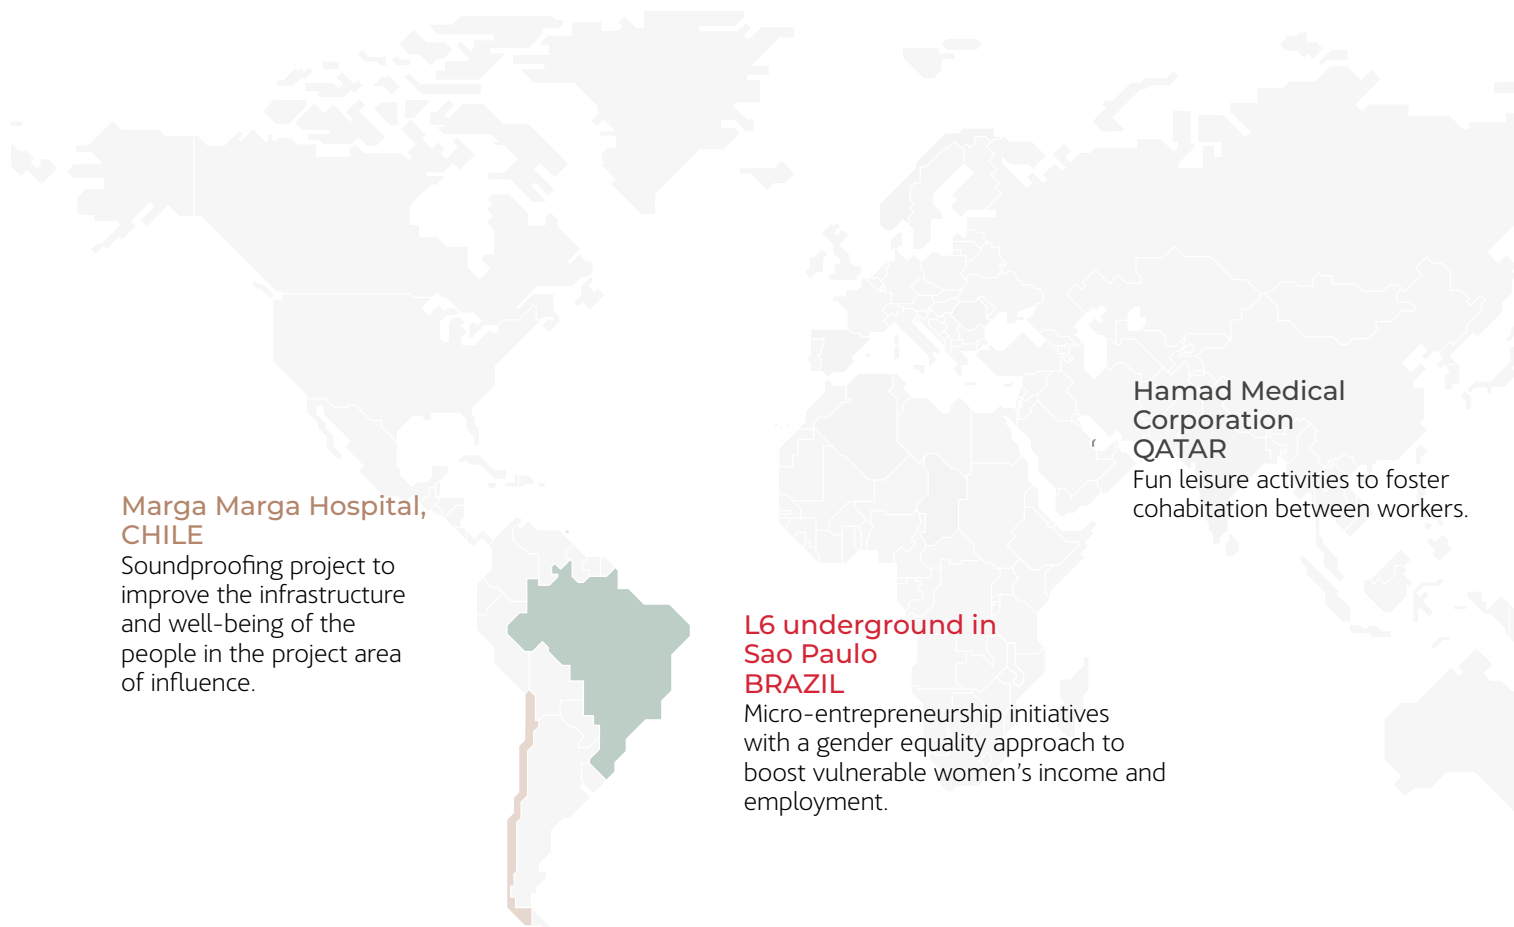 Hamad Medical
Corporation
QATAR
Fun leisure activities to foster
cohabitation between workers.
Marga Marga Hospital,
CHILE
Soundproofing project to
improve the infrastructure
and well-being of the
people in the project area
of influence.
L6 underground in
Sao Paulo
BRAZIL
Micro-entrepreneurship initiatives
with a gender equality approach to
boost vulnerable women's income and
employment.